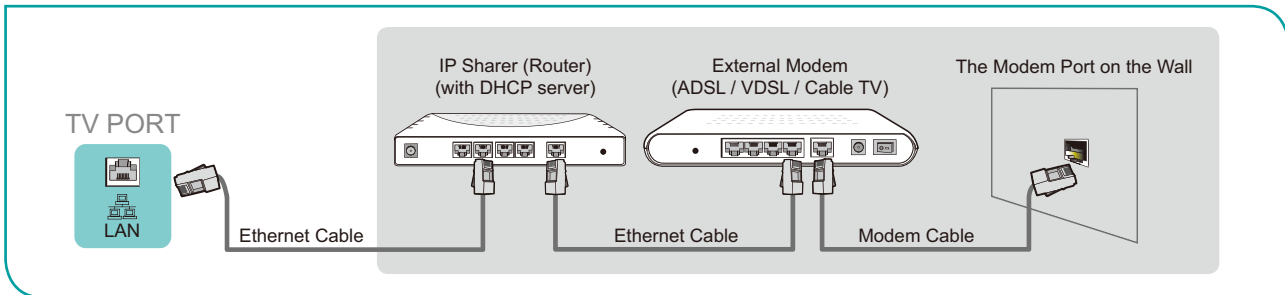 IP Sharer (Router)
(with DHCP server)
External Modem
(ADSL / VDSL / Cable TV)
The Modem Port on the Wall
TV PORT
LAN
Ethernet Cable
Ethernet Cable
Modem Cable